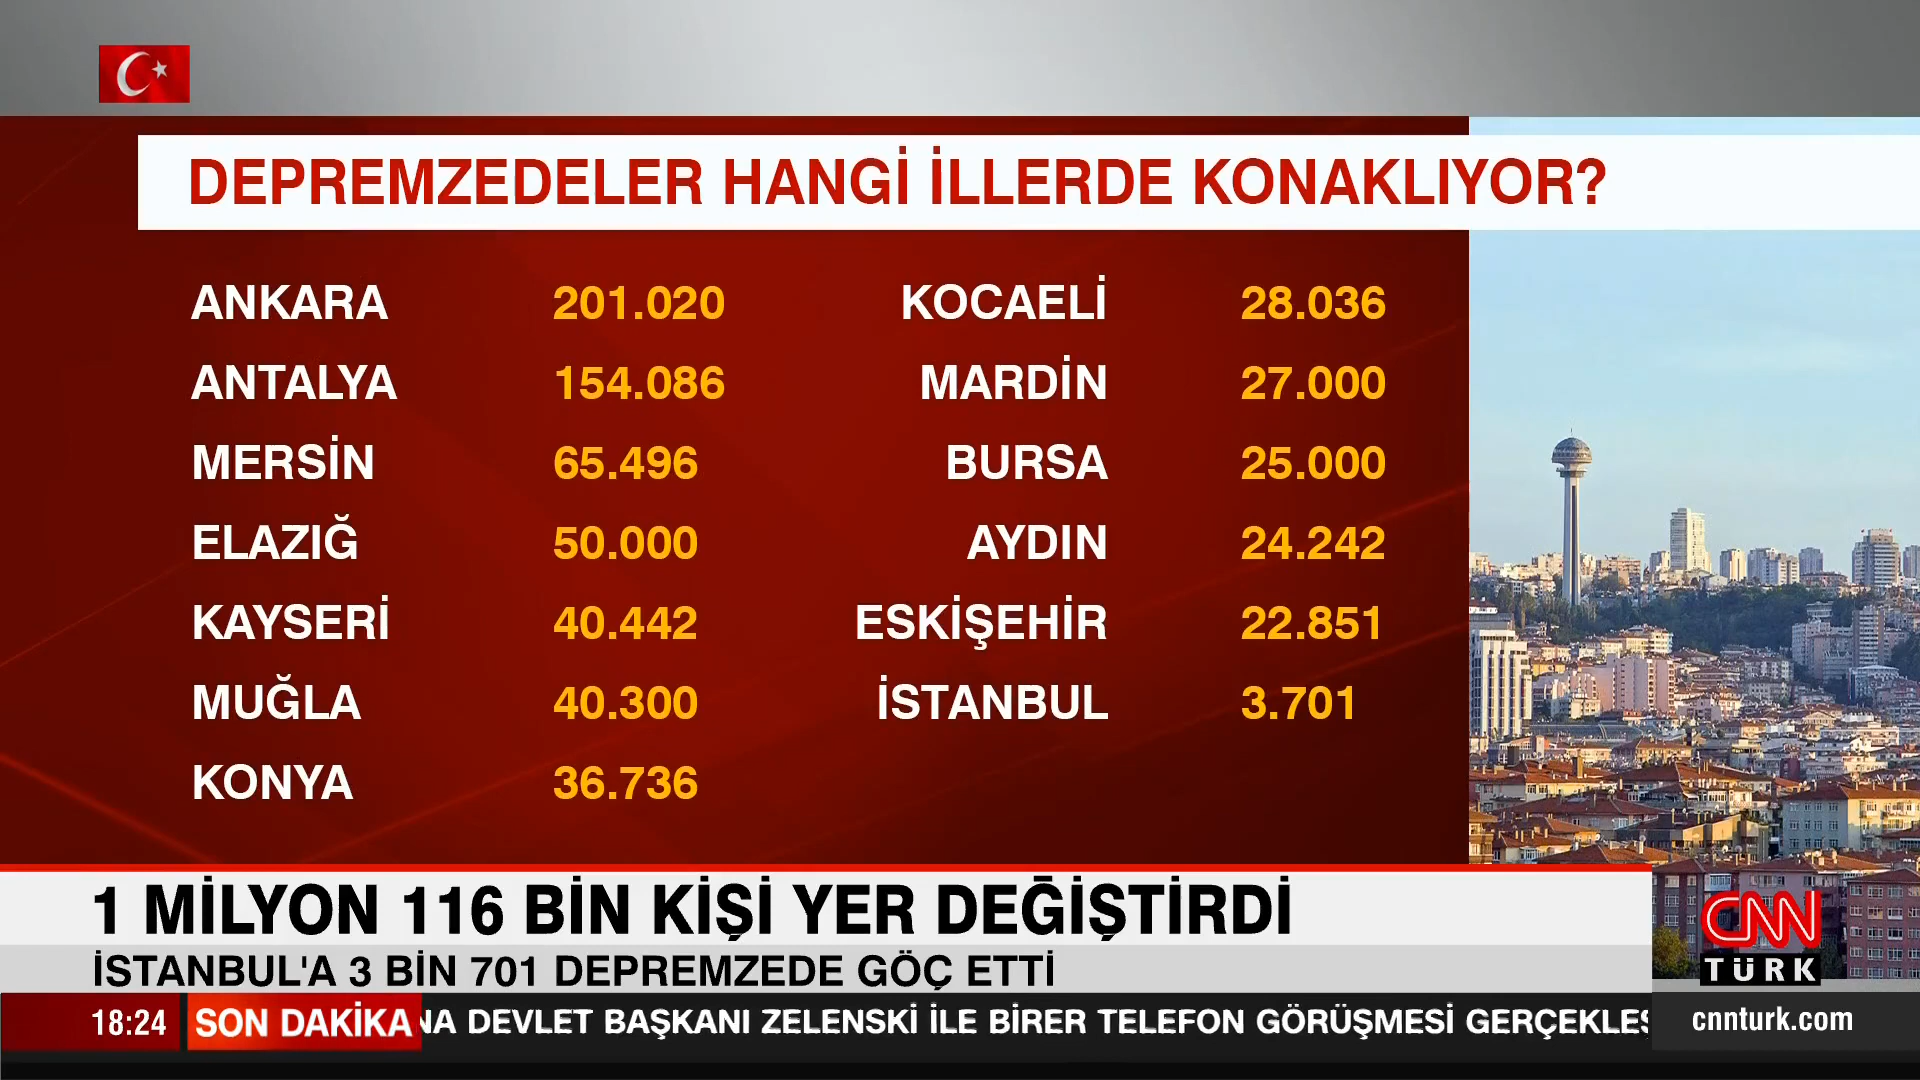 DEPREMZEDELER HANGİ İLLERDE KONAKLIYOR?
ANKARA 201.020
ANTALYA 154.086
MERSİN 65.496
ELAZIĞ 50.000
KAYSERİ 40.442
MUĞLA 40.300
KONYA 36.736
KOCAELİ 28.036
MARDİN 27.000
BURSA 25.000
AYDIN 24.242
ESKİŞEHİR 22.851
İSTANBUL 3.701
1 MİLYON 116 BİN KİŞİ YER DEĞİŞTİRDİ
İSTANBUL'A 3 BİN 701 DEPREMZEDE GÖÇ ETTİ
CNN
TÜRK
18:24 SON DAKİKA NA DEVLET BAŞKANI ZELENSKİ İLE BİRER TELEFON GÖRÜŞMESİ GERÇEKLEŞ
cnnturk.com